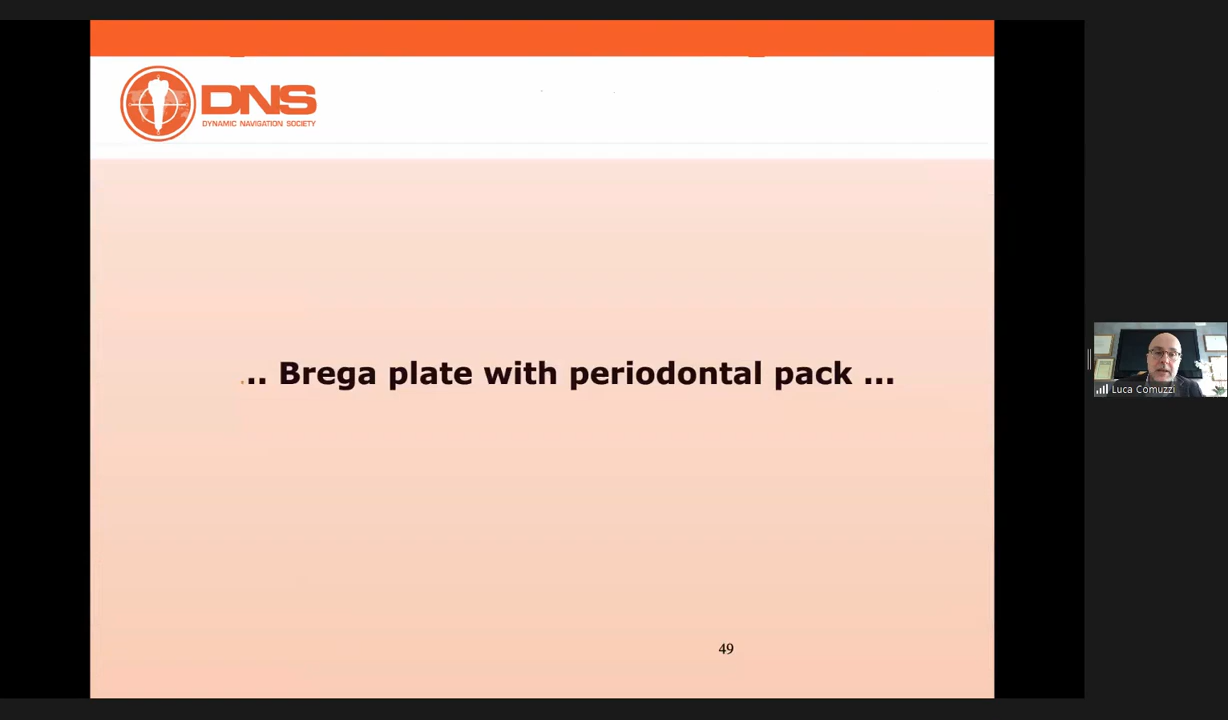 DNS
DYNAMIC NAVIGATION SOCIETY
... Brega plate with periodontal pack ...
49
Luca Comuzzi